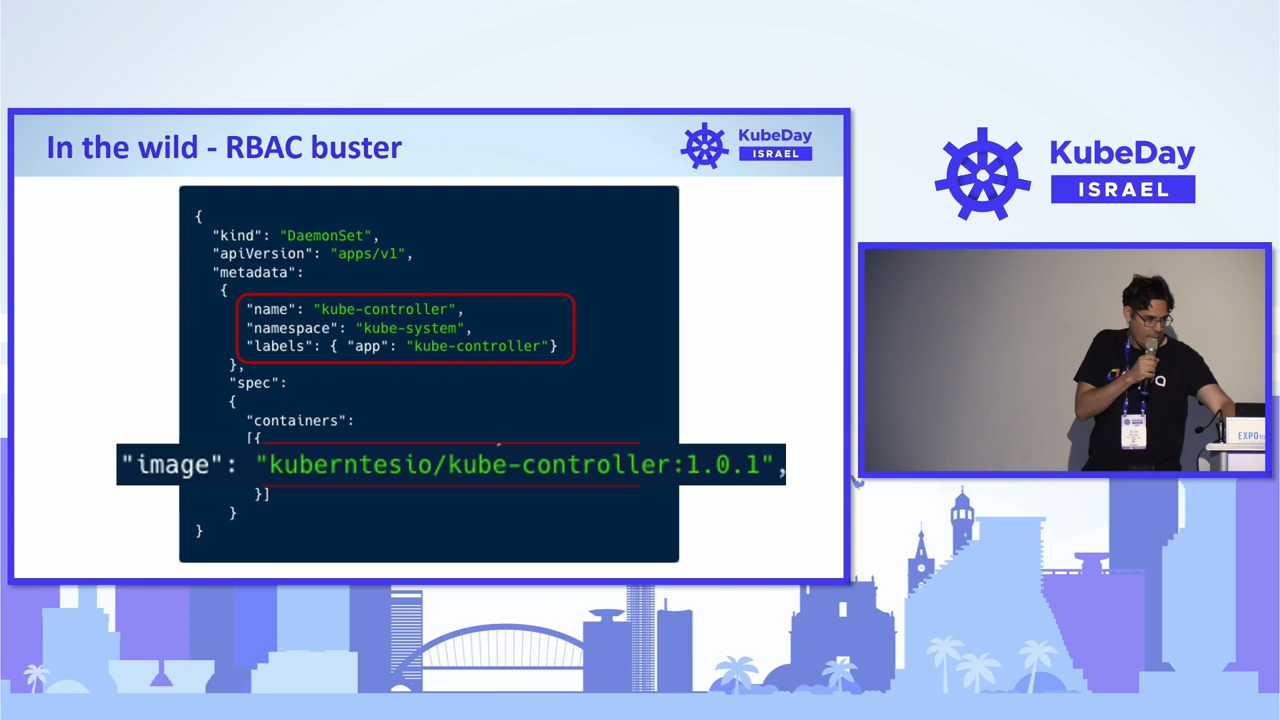 In the wild - RBAC buster
KubeDay
ISRAEL
{
"kind": "DaemonSet",
"apiVersion": "apps/v1",
"metadata":
{
"name": "kube-controller",
"namespace": "kube-system",
"labels": { "app": "kube-controller"}
},
"spec":
{
"containers":
[{
"image": "kuberntesio/kube-controller:1.0.1",
}]
}
}
KubeDay
ISRAEL
EXPO